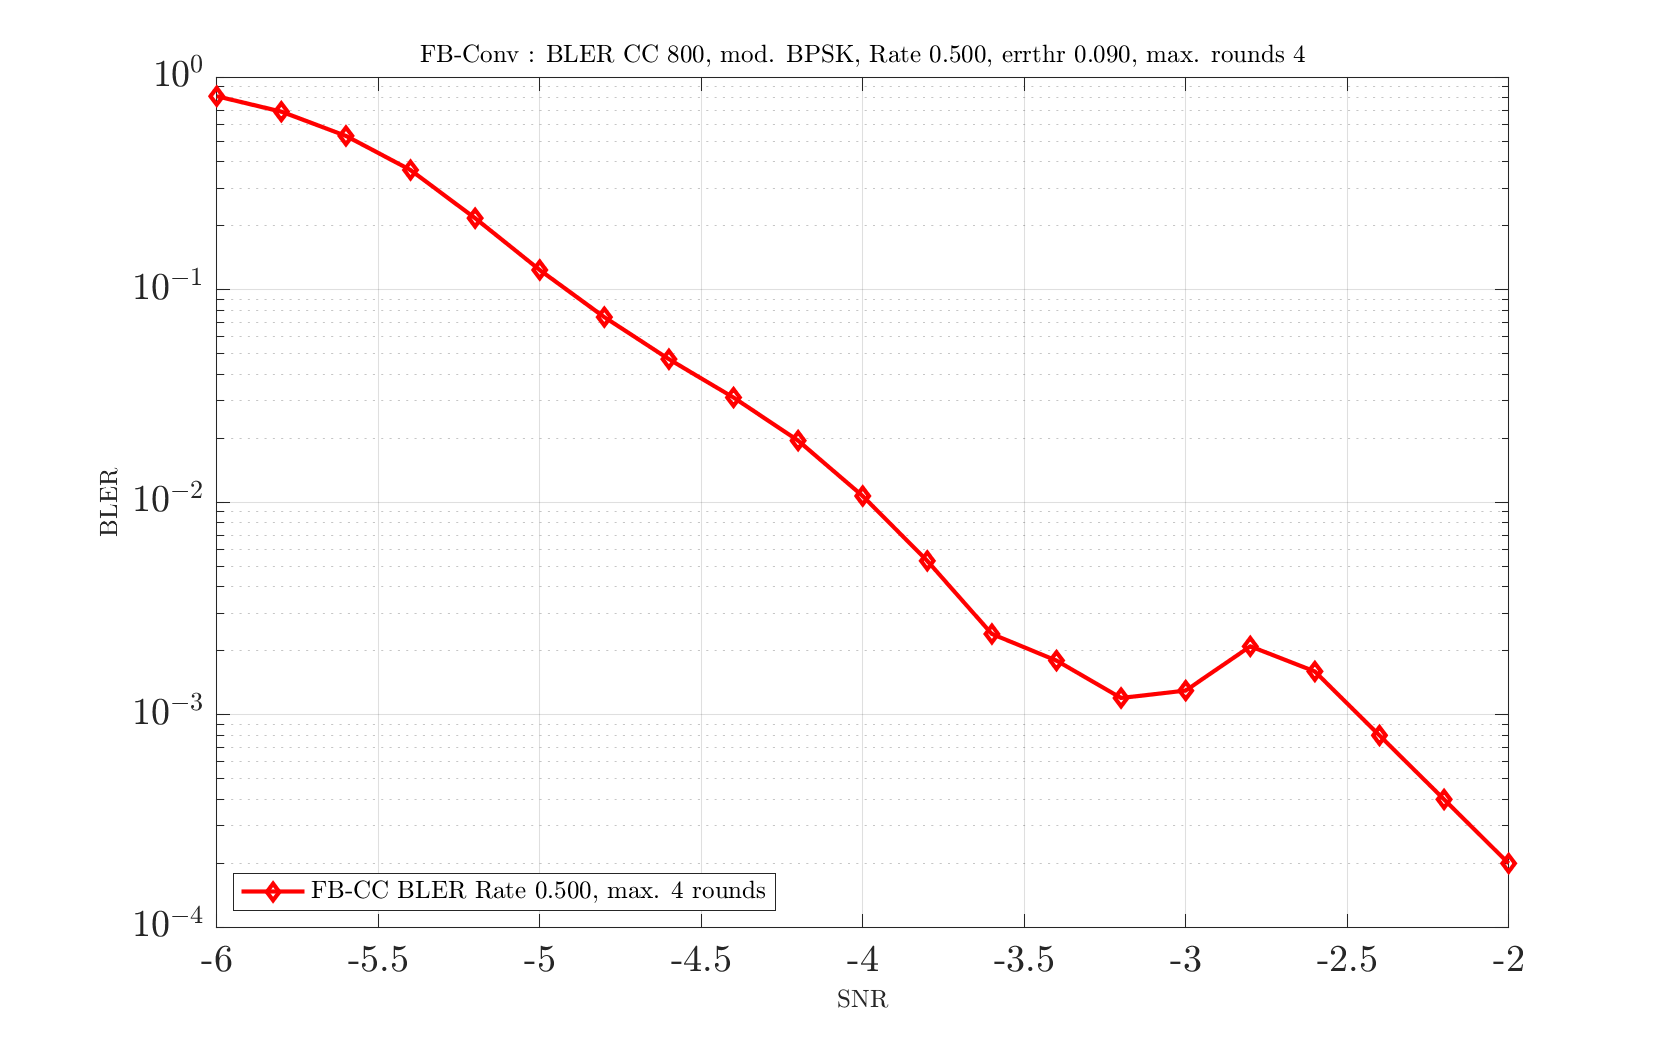 FB-Conv : BLER CC 800, mod. BPSK, Rate 0.500, errthr 0.090, max. rounds 4
10^0
10^-1
10^-2
10^-3
10^-4
BLER
FB-CC BLER Rate 0.500, max. 4 rounds
-6 -5.5 -5 -4.5 -4 -3.5 -3 -2.5 -2
SNR